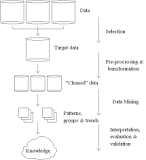 Data
Selection
Target data
Pre-processing &
transformation
"Cleaned" data
Data Mining
Patterns,
groups & trends
Interpretation,
evaluation &
validation
Knowledge